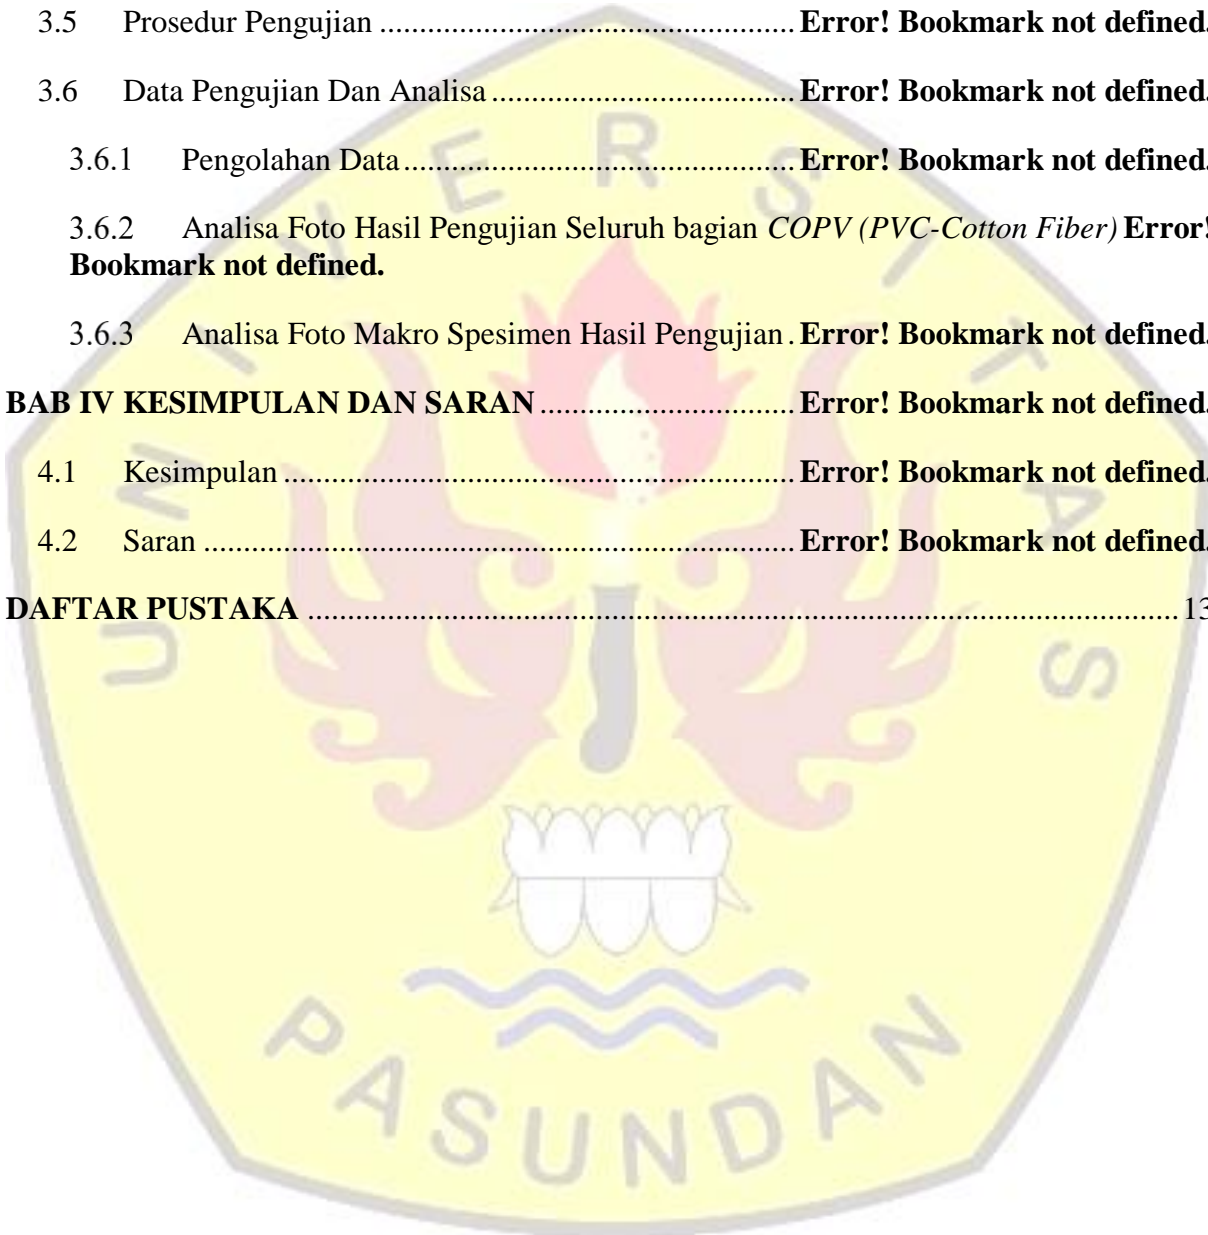 3.5 Prosedur Pengujian .................................................... Error! Bookmark not defined.
3.6 Data Pengujian Dan Analisa ...................................... Error! Bookmark not defined.
3.6.1 Pengolahan Data ................................................. Error! Bookmark not defined.
3.6.2 Analisa Foto Hasil Pengujian Seluruh bagian COPV (PVC-Cotton Fiber) Error!
Bookmark not defined.
3.6.3 Analisa Foto Makro Spesimen Hasil Pengujian . Error! Bookmark not defined.
BAB IV KESIMPULAN DAN SARAN ................................ Error! Bookmark not defined.
4.1 Kesimpulan ................................................................ Error! Bookmark not defined.
4.2 Saran .......................................................................... Error! Bookmark not defined.
DAFTAR PUSTAKA ............................................................................................................. 13
UNIVERSITAS
PASUNDAN